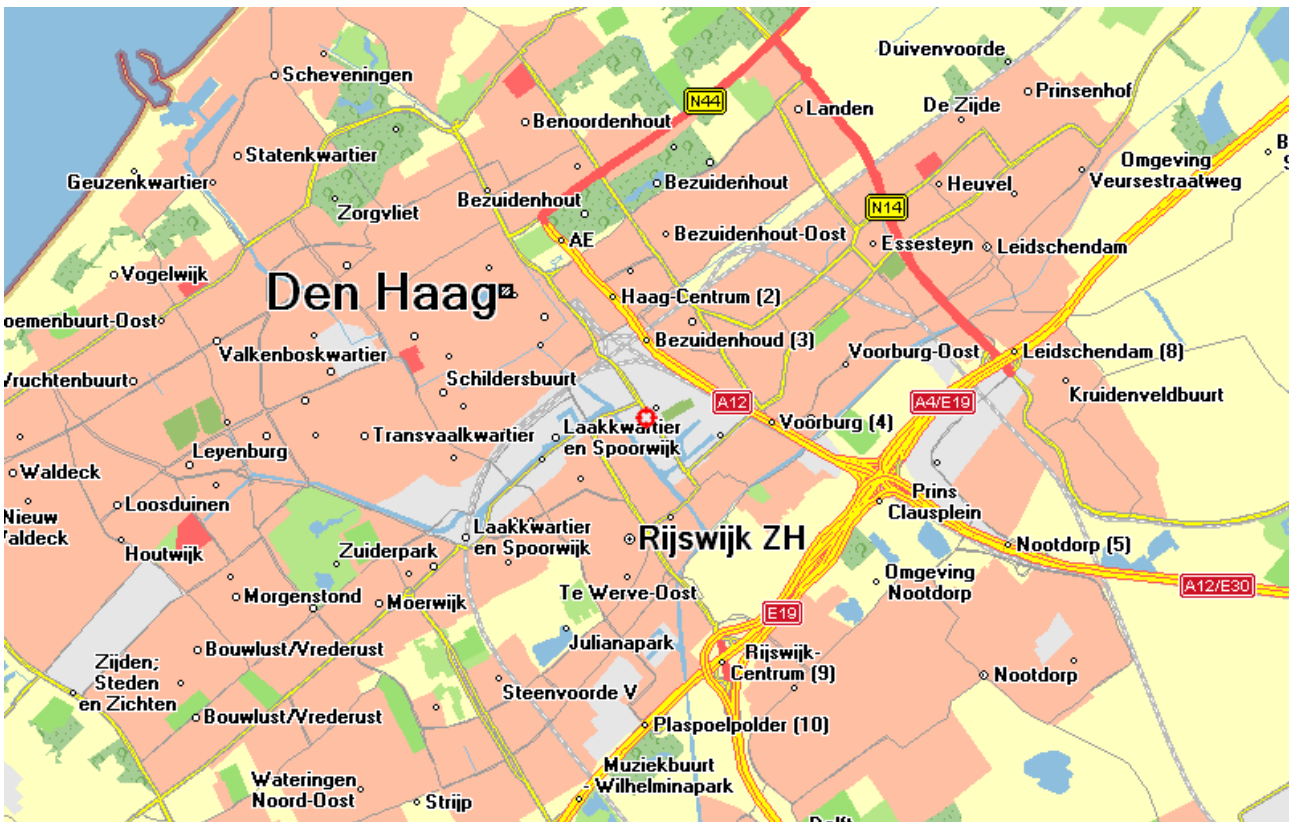 Duivenvoorde
Scheveningen
Prinsenhof
N44
De Zijde
Landen
Benoordenhout
Statenkwartier
Omgeving
Veursestraatweg
Geuzenkwartier
Bezuidenhout
Heuvel
Bezuidenhout
Zorgvliet
N14
AE
Bezuidenhout-Oost
Essesteyn
Leidschendam
Vogelwijk
Den Haag
Haag-Centrum (2)
oemenbuurt-Oost
Bezuidenhoud (3)
Valkenboskwartier
Voorburg-Oost
Leidschendam (8)
Vruchtenbuurt
Schildersbuurt
Kruidenveldbuurt
A12
A4/E19
Laakkwartier
en Spoorwijk
Voorburg (4)
Transvaalkwartier
Leyenburg
Waldeck
Prins
Clausplein
Loosduinen
Nieuw
Valdeck
Houtwijk
Laakkwartier
en Spoorwijk
Rijswijk ZH
Nootdorp (5)
Zuiderpark
Omgeving
Nootdorp
A12/E30
Te Werve-Oost
Morgenstond
Moerwijk
E19
Julianapark
Bouwlust/Vrederust
Rijswijk-
Centrum (9)
Zijden;
Steden
en Zichten
Nootdorp
Steenvoorde V
Bouwlust/Vrederust
Plaspoelpolder (10)
Muziekbuurt
- Wilhelminapark
Wateringen
Noord-Oost
Strijp